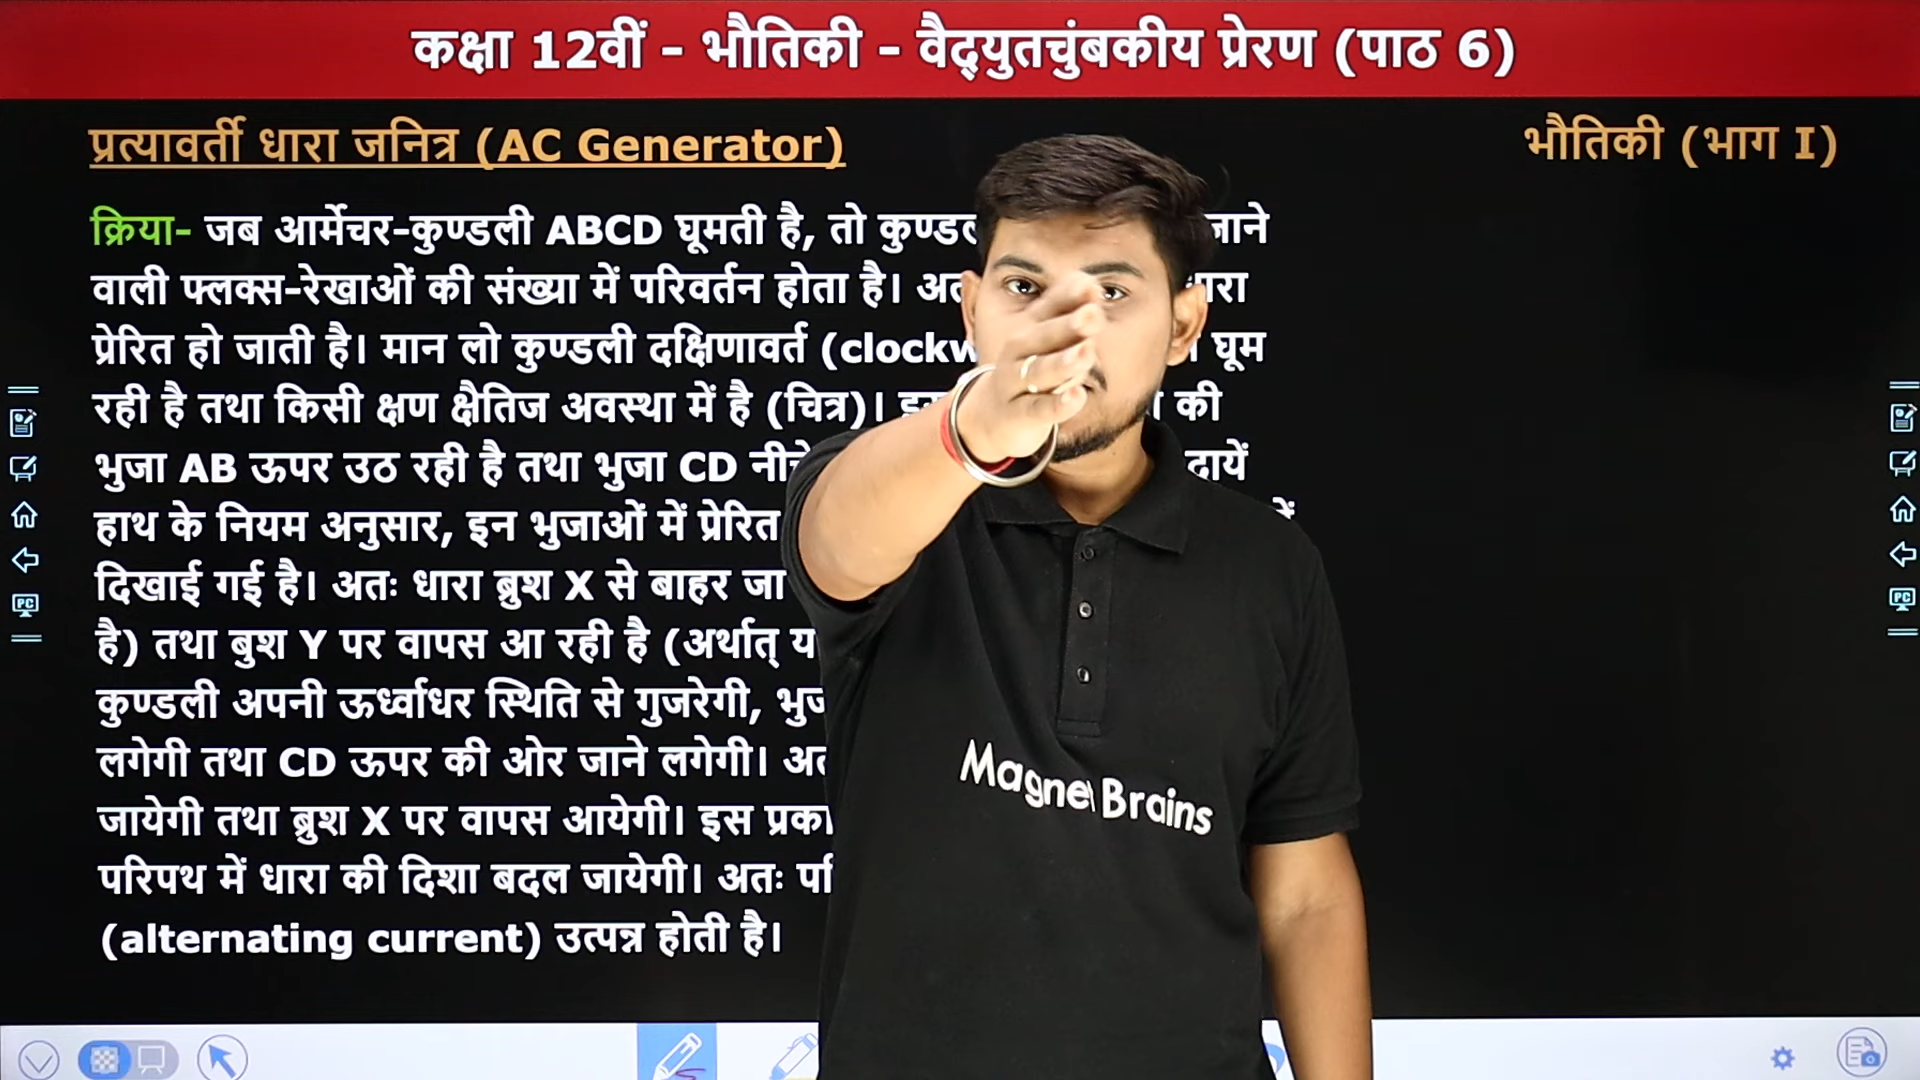 कक्षा 12वीं - भौतिकी - वैद्युतचुंबकीय प्रेरण (पाठ 6)
प्रत्यावर्ती धारा जनित्र (AC Generator)
भौतिकी (भाग I)
क्रिया- जब आर्मेचर-कुण्डली ABCD घूमती है, तो जाने
वाली फ्लक्स-रेखाओं की संख्या में परिवर्तन होता है।
प्रेरित हो जाती है। मान लो कुण्डली दक्षिणावर्त घूम
रही है तथा किसी क्षण क्षैतिज अवस्था में है (चित्र)। की
भुजा AB ऊपर उठ रही है तथा भुजा CD दायें
हाथ के नियम अनुसार, इन भुजाओं में प्रेरित
दिखाई गई है। अतः धारा ब्रुश X से बाहर जा
है) तथा बुश Y पर वापस आ रही है (अर्थात्
कुण्डली अपनी ऊर्ध्वाधर स्थिति से गुजरेगी,
लगेगी तथा CD ऊपर की ओर जाने लगेगी।
जायेगी तथा ब्रुश X पर वापस आयेगी। इस
परिपथ में धारा की दिशा बदल जायेगी। अतः
(alternating current) उत्पन्न होती है।
Magnet Brains
PC
PC